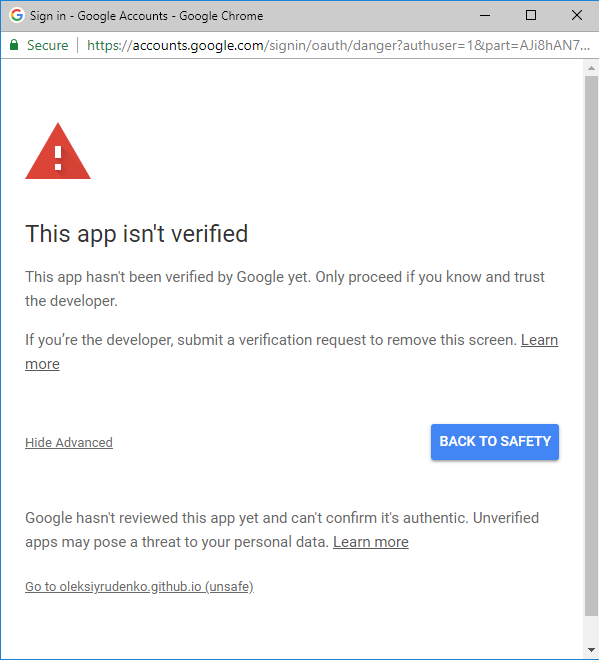 Sign in - Google Accounts - Google Chrome
Secure https://accounts.google.com/signin/oauth/danger?authuser=1&part=AJi8hAN7...
This app isn't verified
This app hasn't been verified by Google yet. Only proceed if you know and trust
the developer.
If you’re the developer, submit a verification request to remove this screen. Learn
more
Hide Advanced
BACK TO SAFETY
Google hasn't reviewed this app yet and can't confirm it's authentic. Unverified
apps may pose a threat to your personal data. Learn more
Go to oleksiyrudenko.github.io (unsafe)